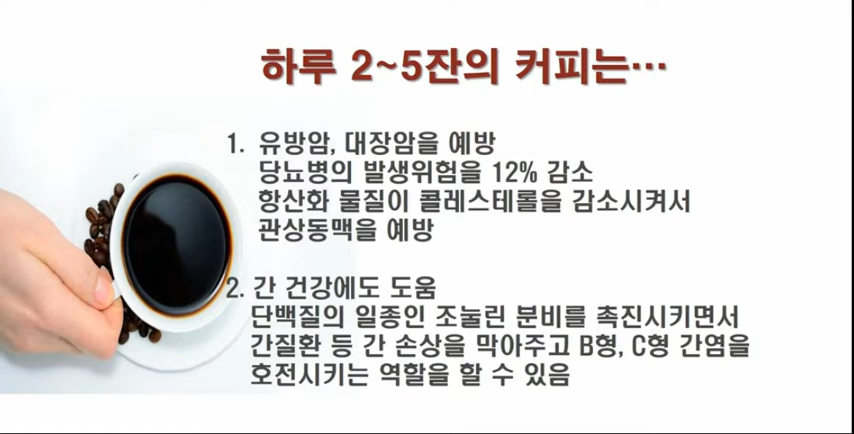 하루 2~5잔의 커피는…
1. 유방암, 대장암을 예방
당뇨병의 발생위험을 12% 감소
항산화 물질이 콜레스테롤을 감소시켜서
관상동맥을 예방
2. 간 건강에도 도움
단백질의 일종인 조눌린 분비를 촉진시키면서
간질환 등 간 손상을 막아주고 B형, C형 간염을
호전시키는 역할을 할 수 있음